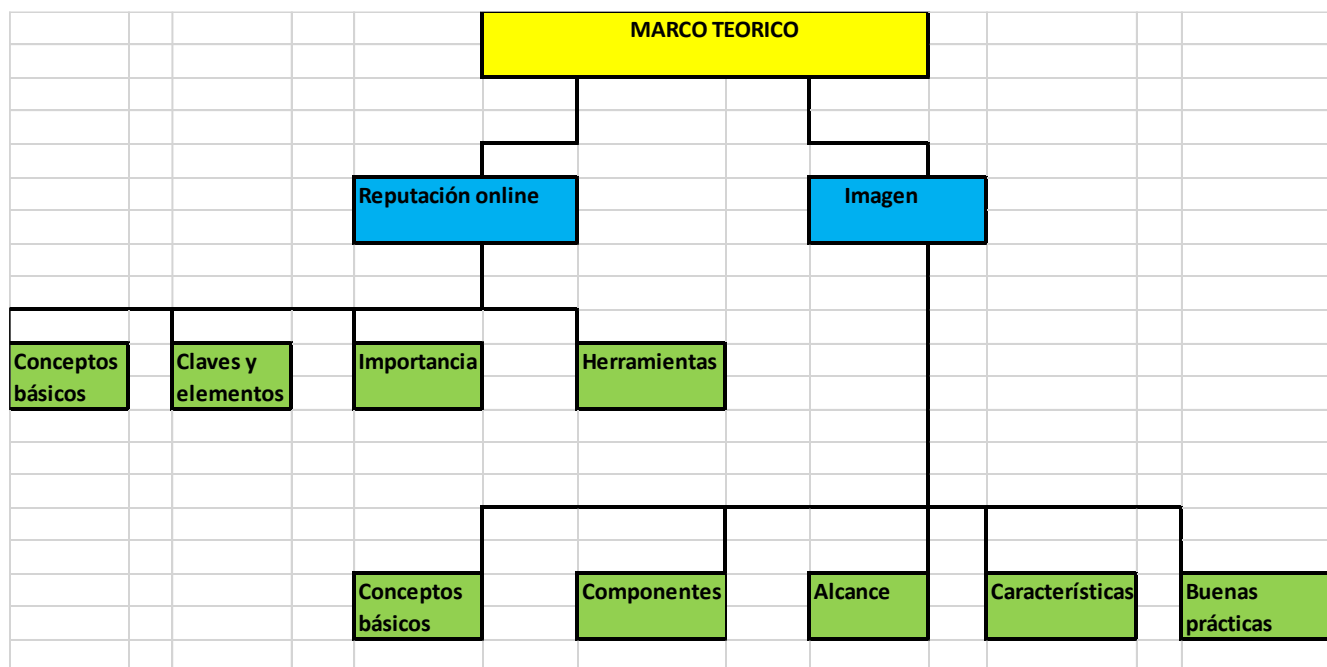 MARCO TEORICO
Reputación online
Imagen
Conceptos
básicos
Claves y
elementos
Importancia
Herramientas
Conceptos
básicos
Componentes
Alcance
Características
Buenas
prácticas